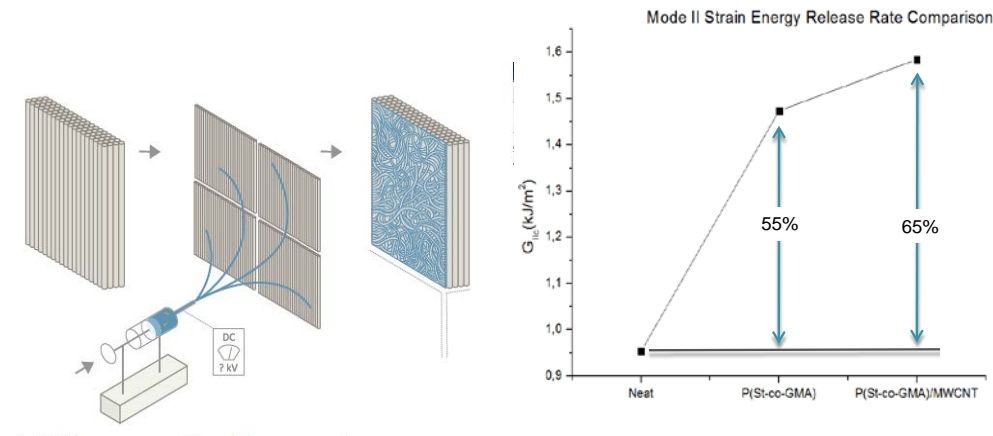 DC
? kV
Mode II Strain Energy Release Rate Comparison
1,6
1,5
1,4
1,3
1,2
1,1
1,0
0,9
G_IIc (kJ/m²)
55%
65%
Neat
P(St-co-GMA)
P(St-co-GMA)/MWCNT